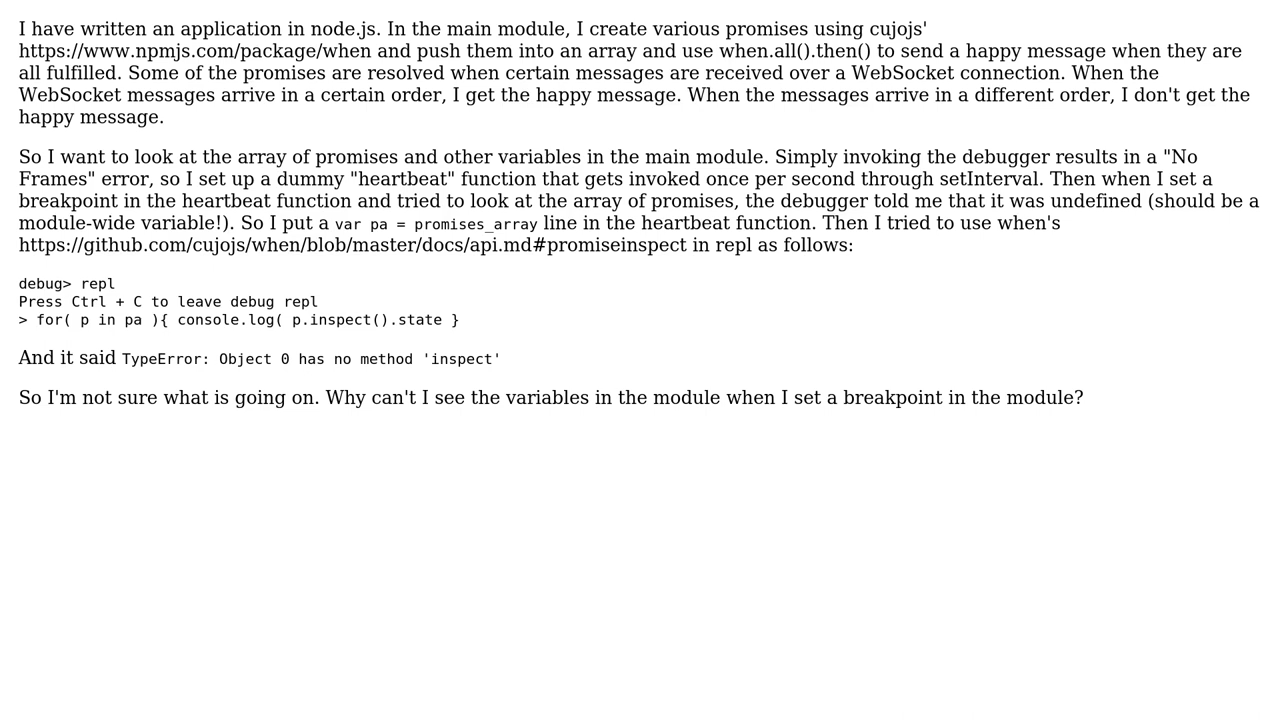 I have written an application in node.js. In the main module, I create various promises using cujojs'
https://www.npmjs.com/package/when and push them into an array and use when.all().then() to send a happy message when they are
all fulfilled. Some of the promises are resolved when certain messages are received over a WebSocket connection. When the
WebSocket messages arrive in a certain order, I get the happy message. When the messages arrive in a different order, I don't get the
happy message.
So I want to look at the array of promises and other variables in the main module. Simply invoking the debugger results in a "No
Frames" error, so I set up a dummy "heartbeat" function that gets invoked once per second through setInterval. Then when I set a
breakpoint in the heartbeat function and tried to look at the array of promises, the debugger told me that it was undefined (should be a
module-wide variable!). So I put a var pa = promises_array line in the heartbeat function. Then I tried to use when's
https://github.com/cujojs/when/blob/master/docs/api.md#promiseinspect in repl as follows:
debug> repl
Press Ctrl + C to leave debug repl
> for( p in pa ){ console.log( p.inspect().state }
And it said TypeError: Object 0 has no method 'inspect'
So I'm not sure what is going on. Why can't I see the variables in the module when I set a breakpoint in the module?